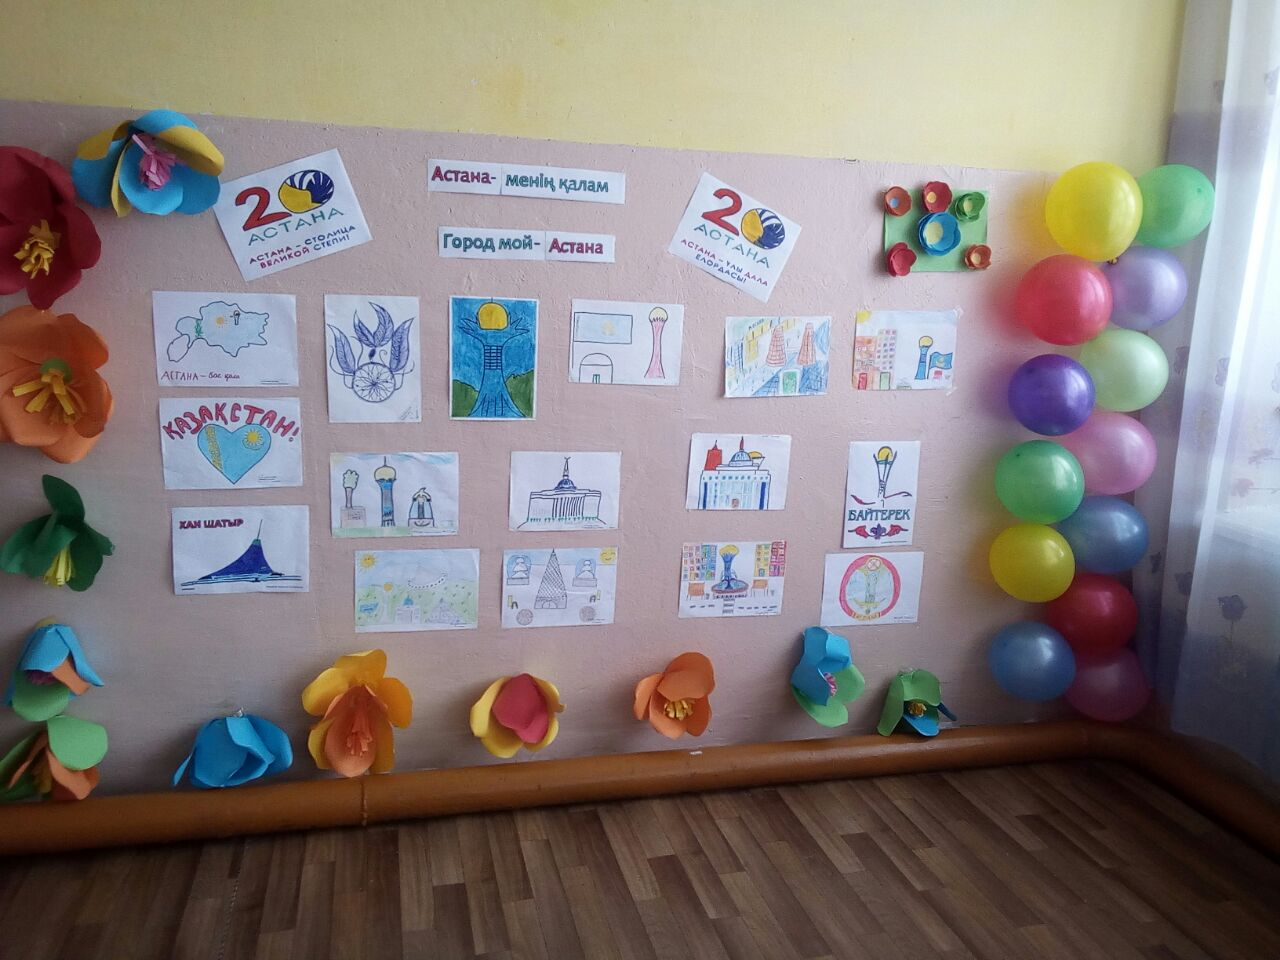 20
АСТАНА
АСТАНА – СТОЛИЦА
ВЕЛИКОЙ СТЕПИ!
Астана- менің қалам
Город мой- Астана
20
АСТАНА
АСТАНА – ҰЛЫ ДАЛА
ЕЛОРДАСЫ!
АСТАНА – бас қала
ҚАЗАҚСТАН!
ХАН ШАТЫР
БАЙТЕРЕК